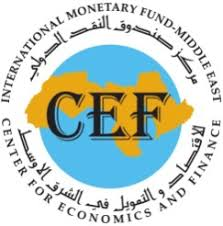 INTERNATIONAL MONETARY FUND-MIDDLE EAST
مركز صندوق النقد الدولي
CEF
للاقتصاد و التمويل في الشرق الاوسط
CENTER FOR ECONOMICS AND FINANCE